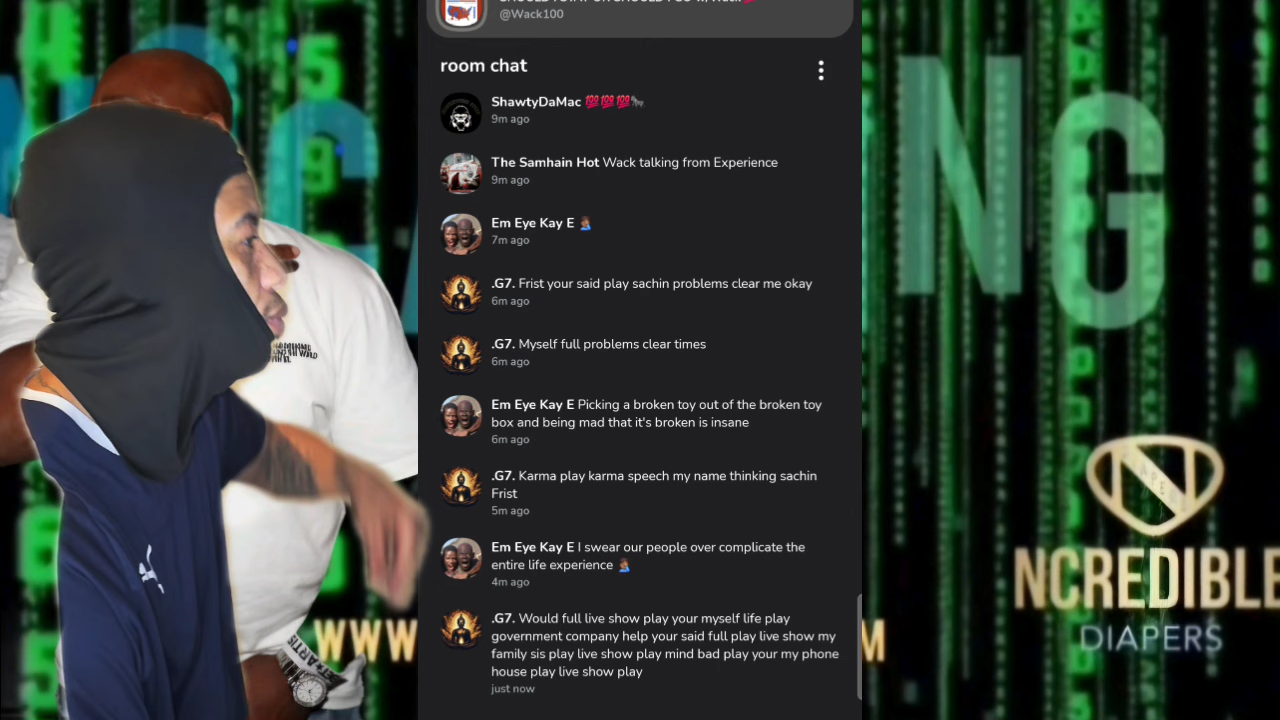 @Wack100
room chat
ShawtyDaMac 💯💯💯🐐
9m ago
The Samhain Hot Wack talking from Experience
9m ago
Em Eye Kay E 🤦🏾‍♂️
7m ago
.G7. Frist your said play sachin problems clear me okay
6m ago
.G7. Myself full problems clear times
6m ago
Em Eye Kay E Picking a broken toy out of the broken toy
box and being mad that it's broken is insane
6m ago
.G7. Karma play karma speech my name thinking sachin
Frist
5m ago
Em Eye Kay E I swear our people over complicate the
entire life experience 🤦🏾‍♂️
4m ago
.G7. Would full live show play your myself life play
government company help your said full play live show my
family sis play live show play mind bad play your my phone
house play live show play
just now
NG
WWW
M
NCREDIBLE
DIAPERS